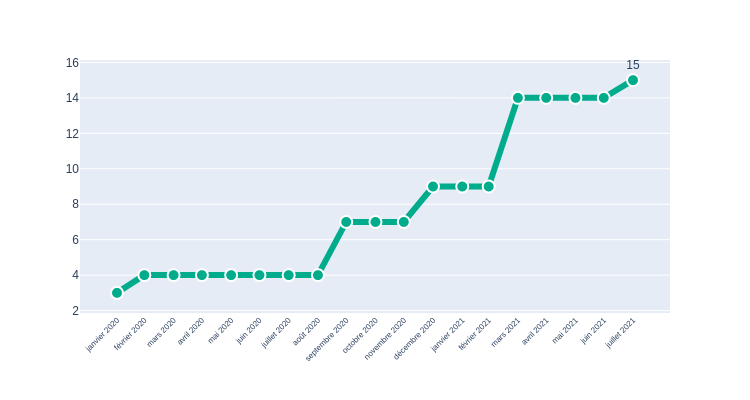 16
15
14
12
10
8
6
4
2
janvier 2020
février 2020
mars 2020
avril 2020
mai 2020
juin 2020
juillet 2020
août 2020
septembre 2020
octobre 2020
novembre 2020
décembre 2020
janvier 2021
février 2021
mars 2021
avril 2021
mai 2021
juin 2021
juillet 2021